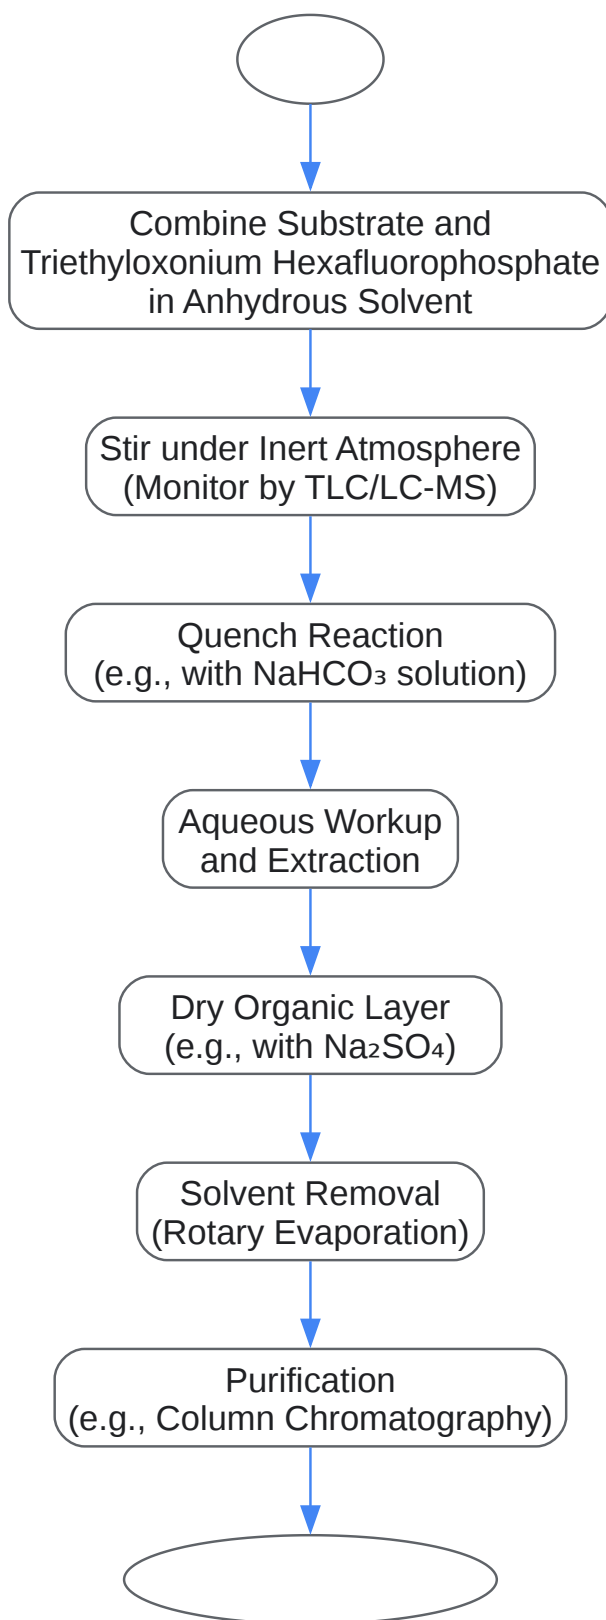 Combine Substrate and
Triethyloxonium Hexafluorophosphate
in Anhydrous Solvent
Stir under Inert Atmosphere
(Monitor by TLC/LC-MS)
Quench Reaction
(e.g., with NaHCO₃ solution)
Aqueous Workup
and Extraction
Dry Organic Layer
(e.g., with Na₂SO₄)
Solvent Removal
(Rotary Evaporation)
Purification
(e.g., Column Chromatography)